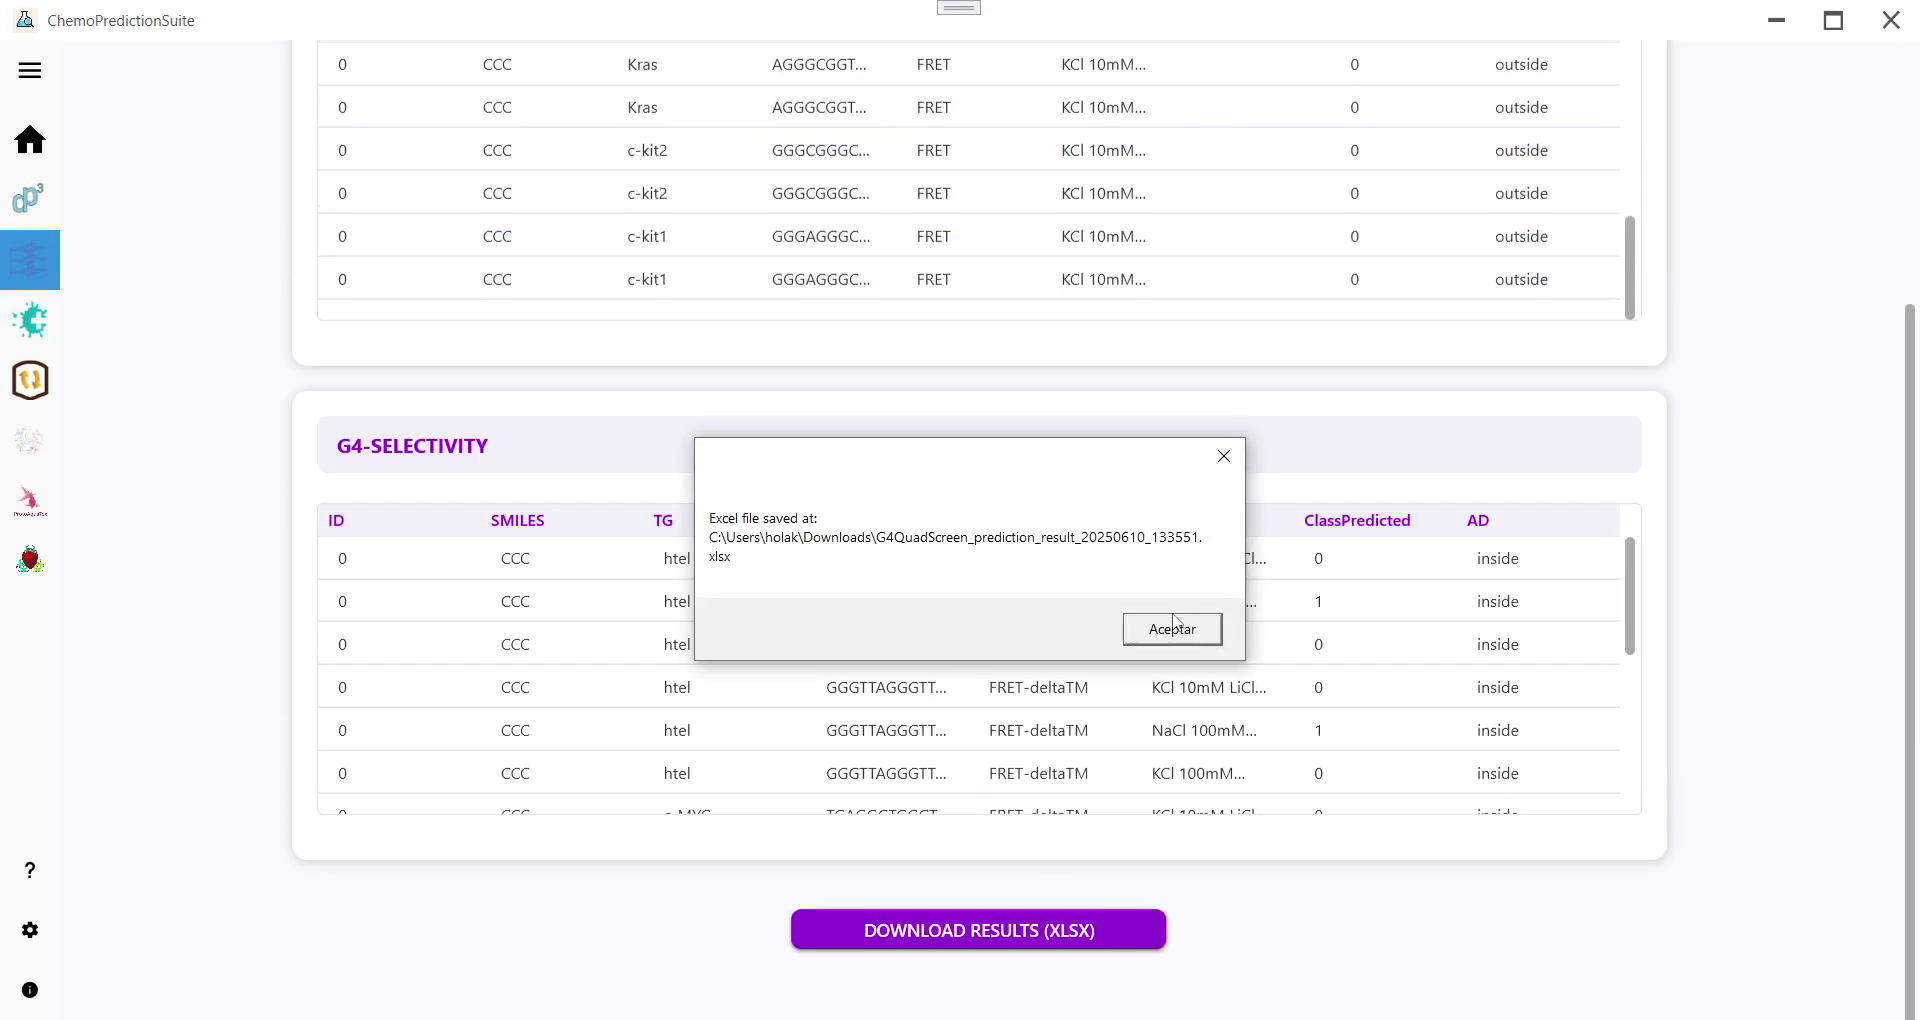 ChemoPredictionSuite
0 CCC Kras AGGGCGGT... FRET KCl 10mM... 0 outside
0 CCC Kras AGGGCGGT... FRET KCl 10mM... 0 outside
0 CCC c-kit2 GGGCGGGC... FRET KCl 10mM... 0 outside
0 CCC c-kit2 GGGCGGGC... FRET KCl 10mM... 0 outside
0 CCC c-kit1 GGGAGGGC... FRET KCl 10mM... 0 outside
0 CCC c-kit1 GGGAGGGC... FRET KCl 10mM... 0 outside
G4-SELECTIVITY
Excel file saved at:
C:\Users\holak\Downloads\G4QuadScreen_prediction_result_20250610_133551.
xlsx
Aceptar
ID SMILES TG ClassPredicted AD
0 CCC htel Cl... 0 inside
0 CCC htel ... 1 inside
0 CCC htel 0 inside
0 CCC htel GGGTTAGGGTT... FRET-deltaTM KCl 10mM LiCl... 0 inside
0 CCC htel GGGTTAGGGTT... FRET-deltaTM NaCl 100mM... 1 inside
0 CCC htel GGGTTAGGGTT... FRET-deltaTM KCl 100mM... 0 inside
DOWNLOAD RESULTS (XLSX)
dp3
?